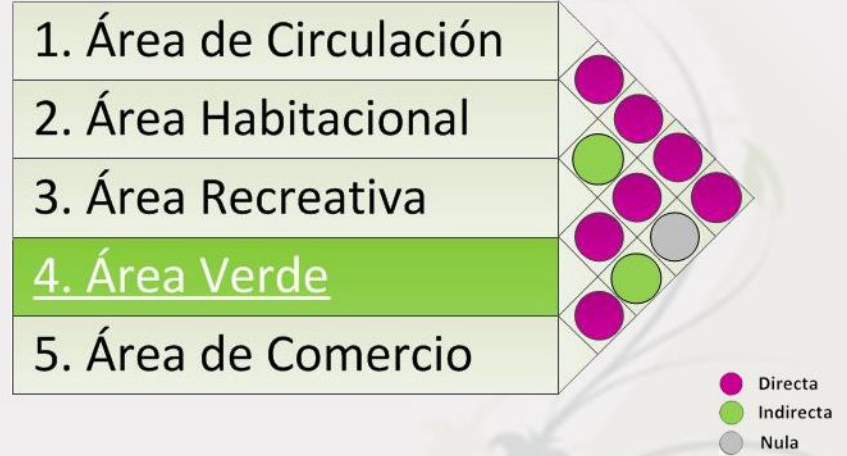 1. Área de Circulación
2. Área Habitacional
3. Área Recreativa
4. Área Verde
5. Área de Comercio
Directa
Indirecta
Nula